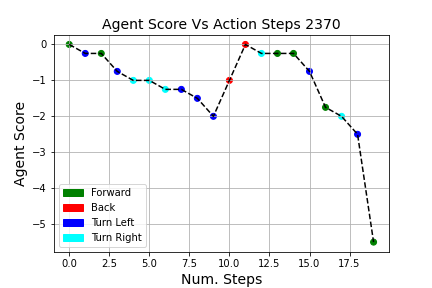 Agent Score Vs Action Steps 2370
Agent Score
0
−1
−2
−3
−4
−5
Forward
Back
Turn Left
Turn Right
0.0 2.5 5.0 7.5 10.0 12.5 15.0 17.5
Num. Steps